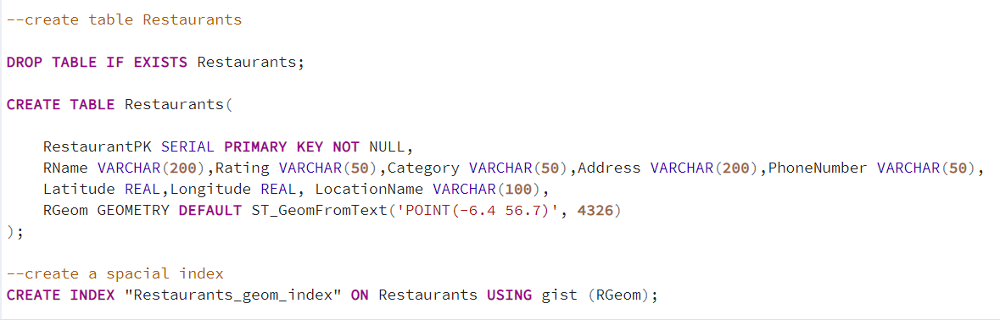 --create table Restaurants
DROP TABLE IF EXISTS Restaurants;
CREATE TABLE Restaurants(
RestaurantPK SERIAL PRIMARY KEY NOT NULL,
RName VARCHAR(200),Rating VARCHAR(50),Category VARCHAR(50),Address VARCHAR(200),PhoneNumber VARCHAR(50),
Latitude REAL,Longitude REAL, LocationName VARCHAR(100),
RGeom GEOMETRY DEFAULT ST_GeomFromText('POINT(-6.4 56.7)', 4326)
);
--create a spacial index
CREATE INDEX "Restaurants_geom_index" ON Restaurants USING gist (RGeom);